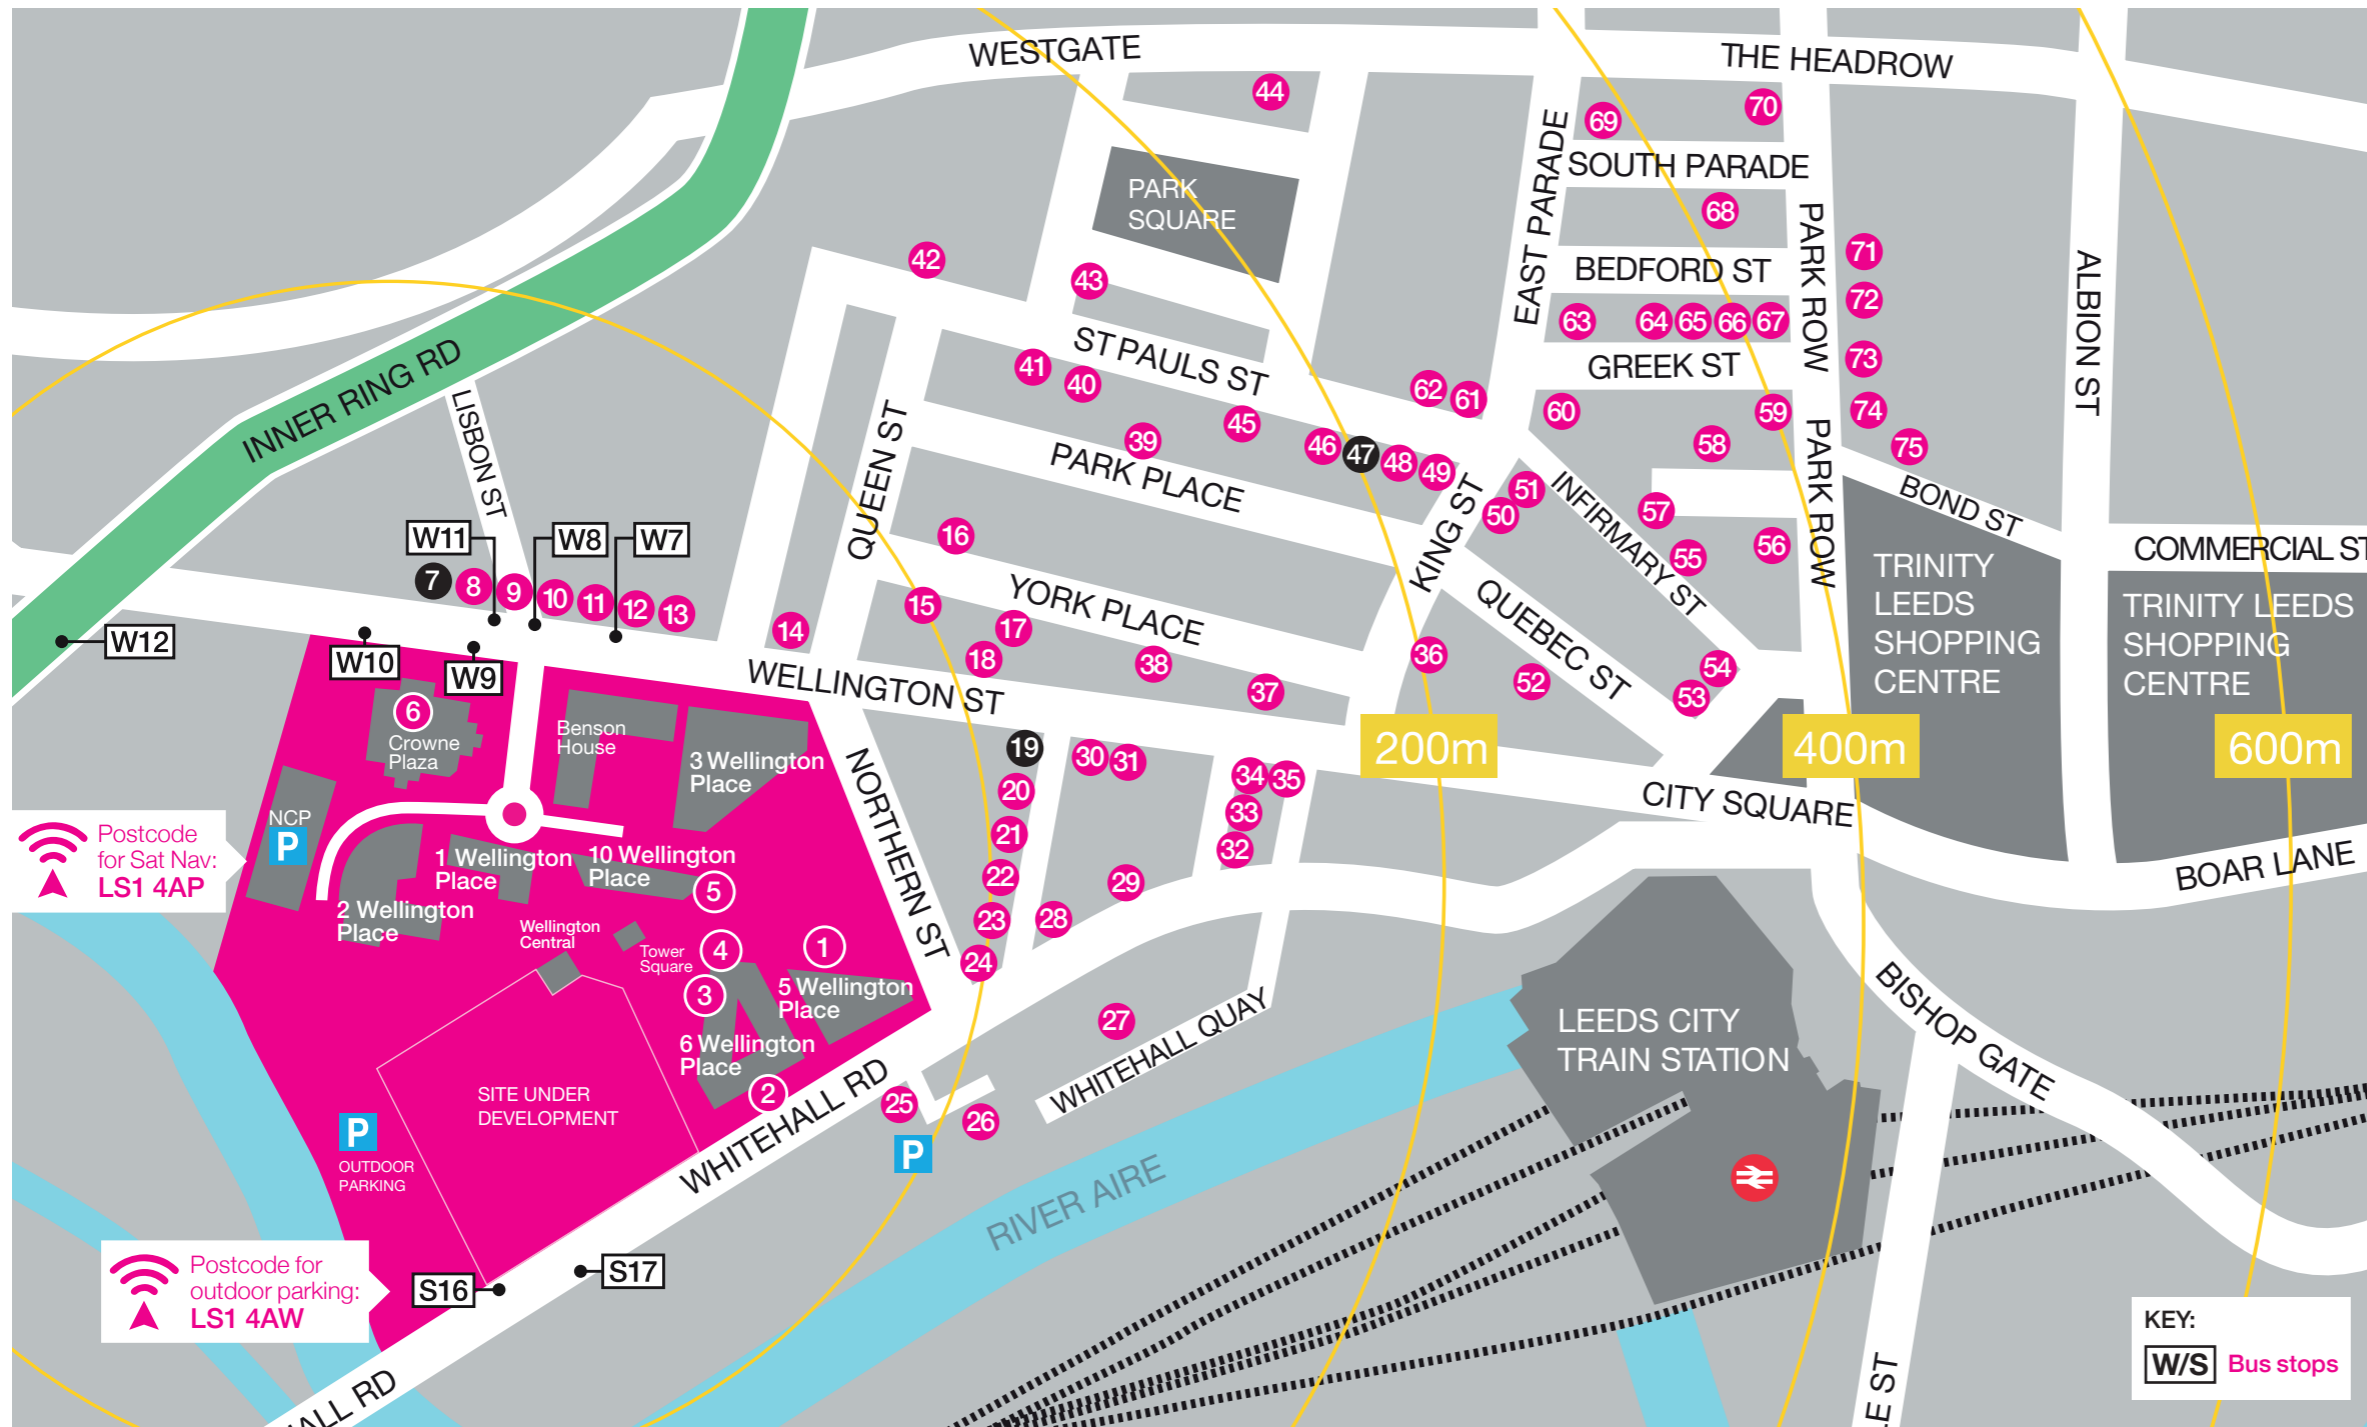 WESTGATE
THE HEADROW
44
70
69
SOUTH PARADE
PARK
SQUARE
EAST PARADE
68
PARK ROW
71
42
43
BEDFORD ST
ALBION ST
72
63
64
65
66
67
INNER RING RD
ST PAULS ST
41
40
GREEK ST
73
LISBON ST
62
61
60
59
74
QUEEN ST
45
39
46
47
48
49
58
PARK ROW
75
PARK PLACE
KING ST
51
50
INFIRMARY ST
57
BOND ST
W11
W8
W7
16
55
56
COMMERCIAL ST
7
8
9
10
11
12
13
14
15
17
YORK PLACE
QUEBEC ST
TRINITY
LEEDS
SHOPPING
CENTRE
TRINITY LEEDS
SHOPPING
CENTRE
W12
W10
W9
18
38
37
36
52
54
53
WELLINGTON ST
6
Crowne
Plaza
Benson
House
3 Wellington
Place
NORTHERN ST
19
30
31
200m
400m
600m
20
34
35
33
32
CITY SQUARE
NCP
P
Postcode
for Sat Nav:
LS1 4AP
1 Wellington
Place
10 Wellington
Place
5
21
22
29
BOAR LANE
2 Wellington
Place
Wellington
Central
Tower
Square
4
3
1
23
28
24
5 Wellington
Place
6 Wellington
Place
2
27
WHITEHALL QUAY
LEEDS CITY
TRAIN STATION
BISHOP GATE
SITE UNDER
DEVELOPMENT
P
OUTDOOR
PARKING
WHITEHALL RD
25
26
P
RIVER AIRE
Postcode for
outdoor parking:
LS1 4AW
S16
S17
HALL RD
LE ST
KEY:
W/S
Bus stops